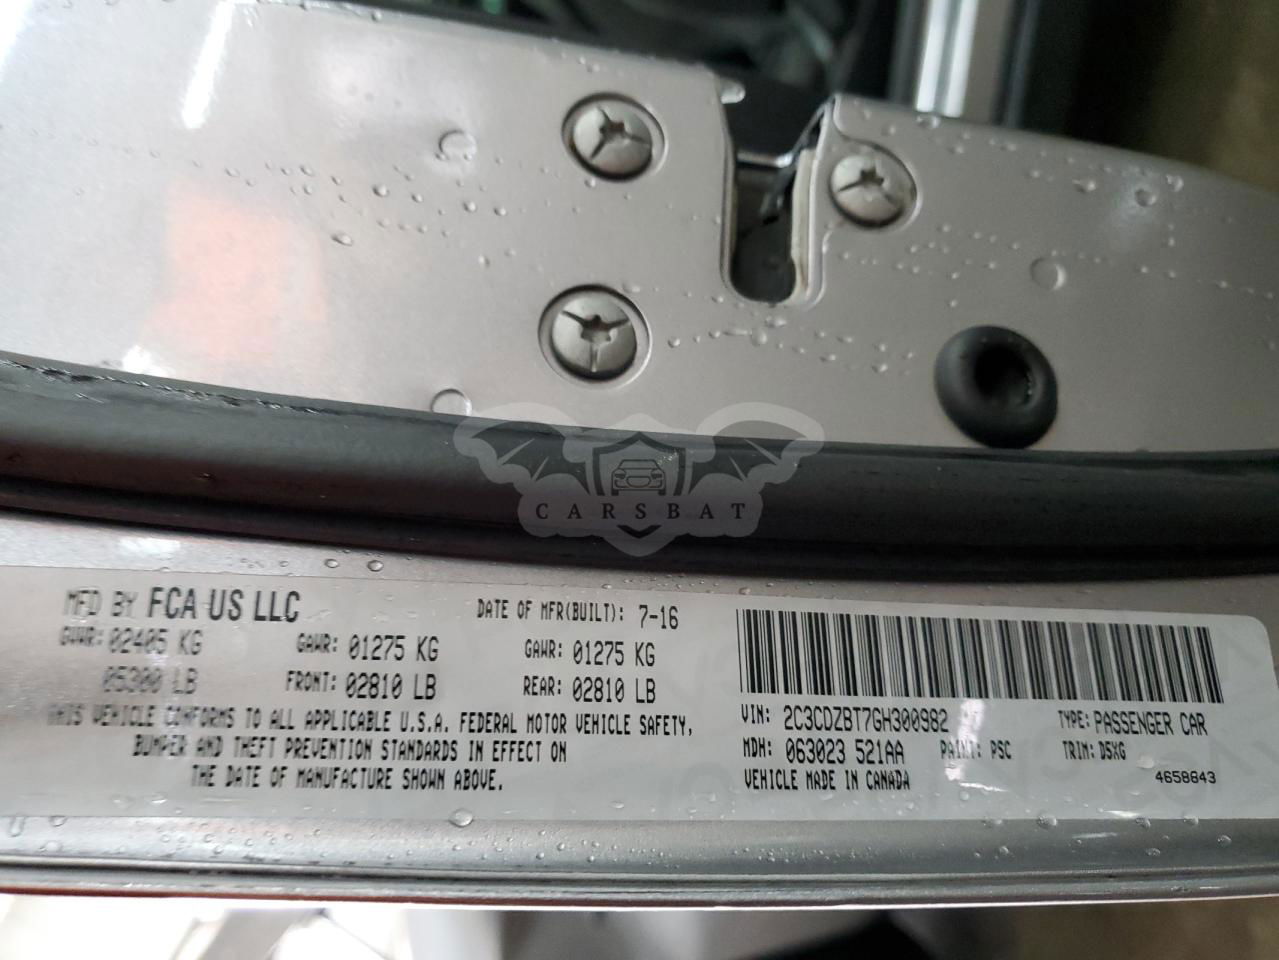 CARSBAT
MFD BY FCA US LLC
DATE OF MFR(BUILT): 7-16
GVWR: 02405 KG
GAWR: 01275 KG
GAWR: 01275 KG
05300 LB
FRONT: 02810 LB
REAR: 02810 LB
THIS VEHICLE CONFORMS TO ALL APPLICABLE U.S.A. FEDERAL MOTOR VEHICLE SAFETY,
BUMPER AND THEFT PREVENTION STANDARDS IN EFFECT ON
THE DATE OF MANUFACTURE SHOWN ABOVE.
VIN: 2C3CDZBT7GH300982
TYPE: PASSENGER CAR
MDH: 063023 521AA
PAINT: PSC
TRIM: D5XG
VEHICLE MADE IN CANADA
4658643